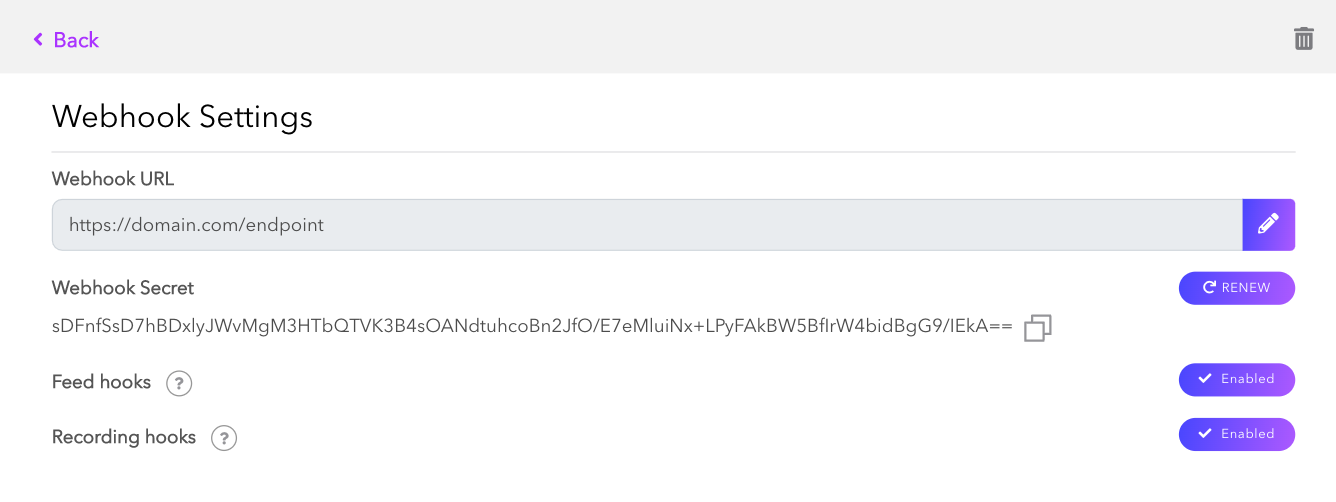 Back
Webhook Settings
Webhook URL
https://domain.com/endpoint
Webhook Secret
RENEW
sDFnfSsD7hBDxlyJWvMgM3HTbQTVK3B4sOANdtuhcoBn2JfO/E7eMluiNx+LPyFAkBW5BfIrW4bidBgG9/IEkA==
Feed hooks ?
Enabled
Recording hooks ?
Enabled